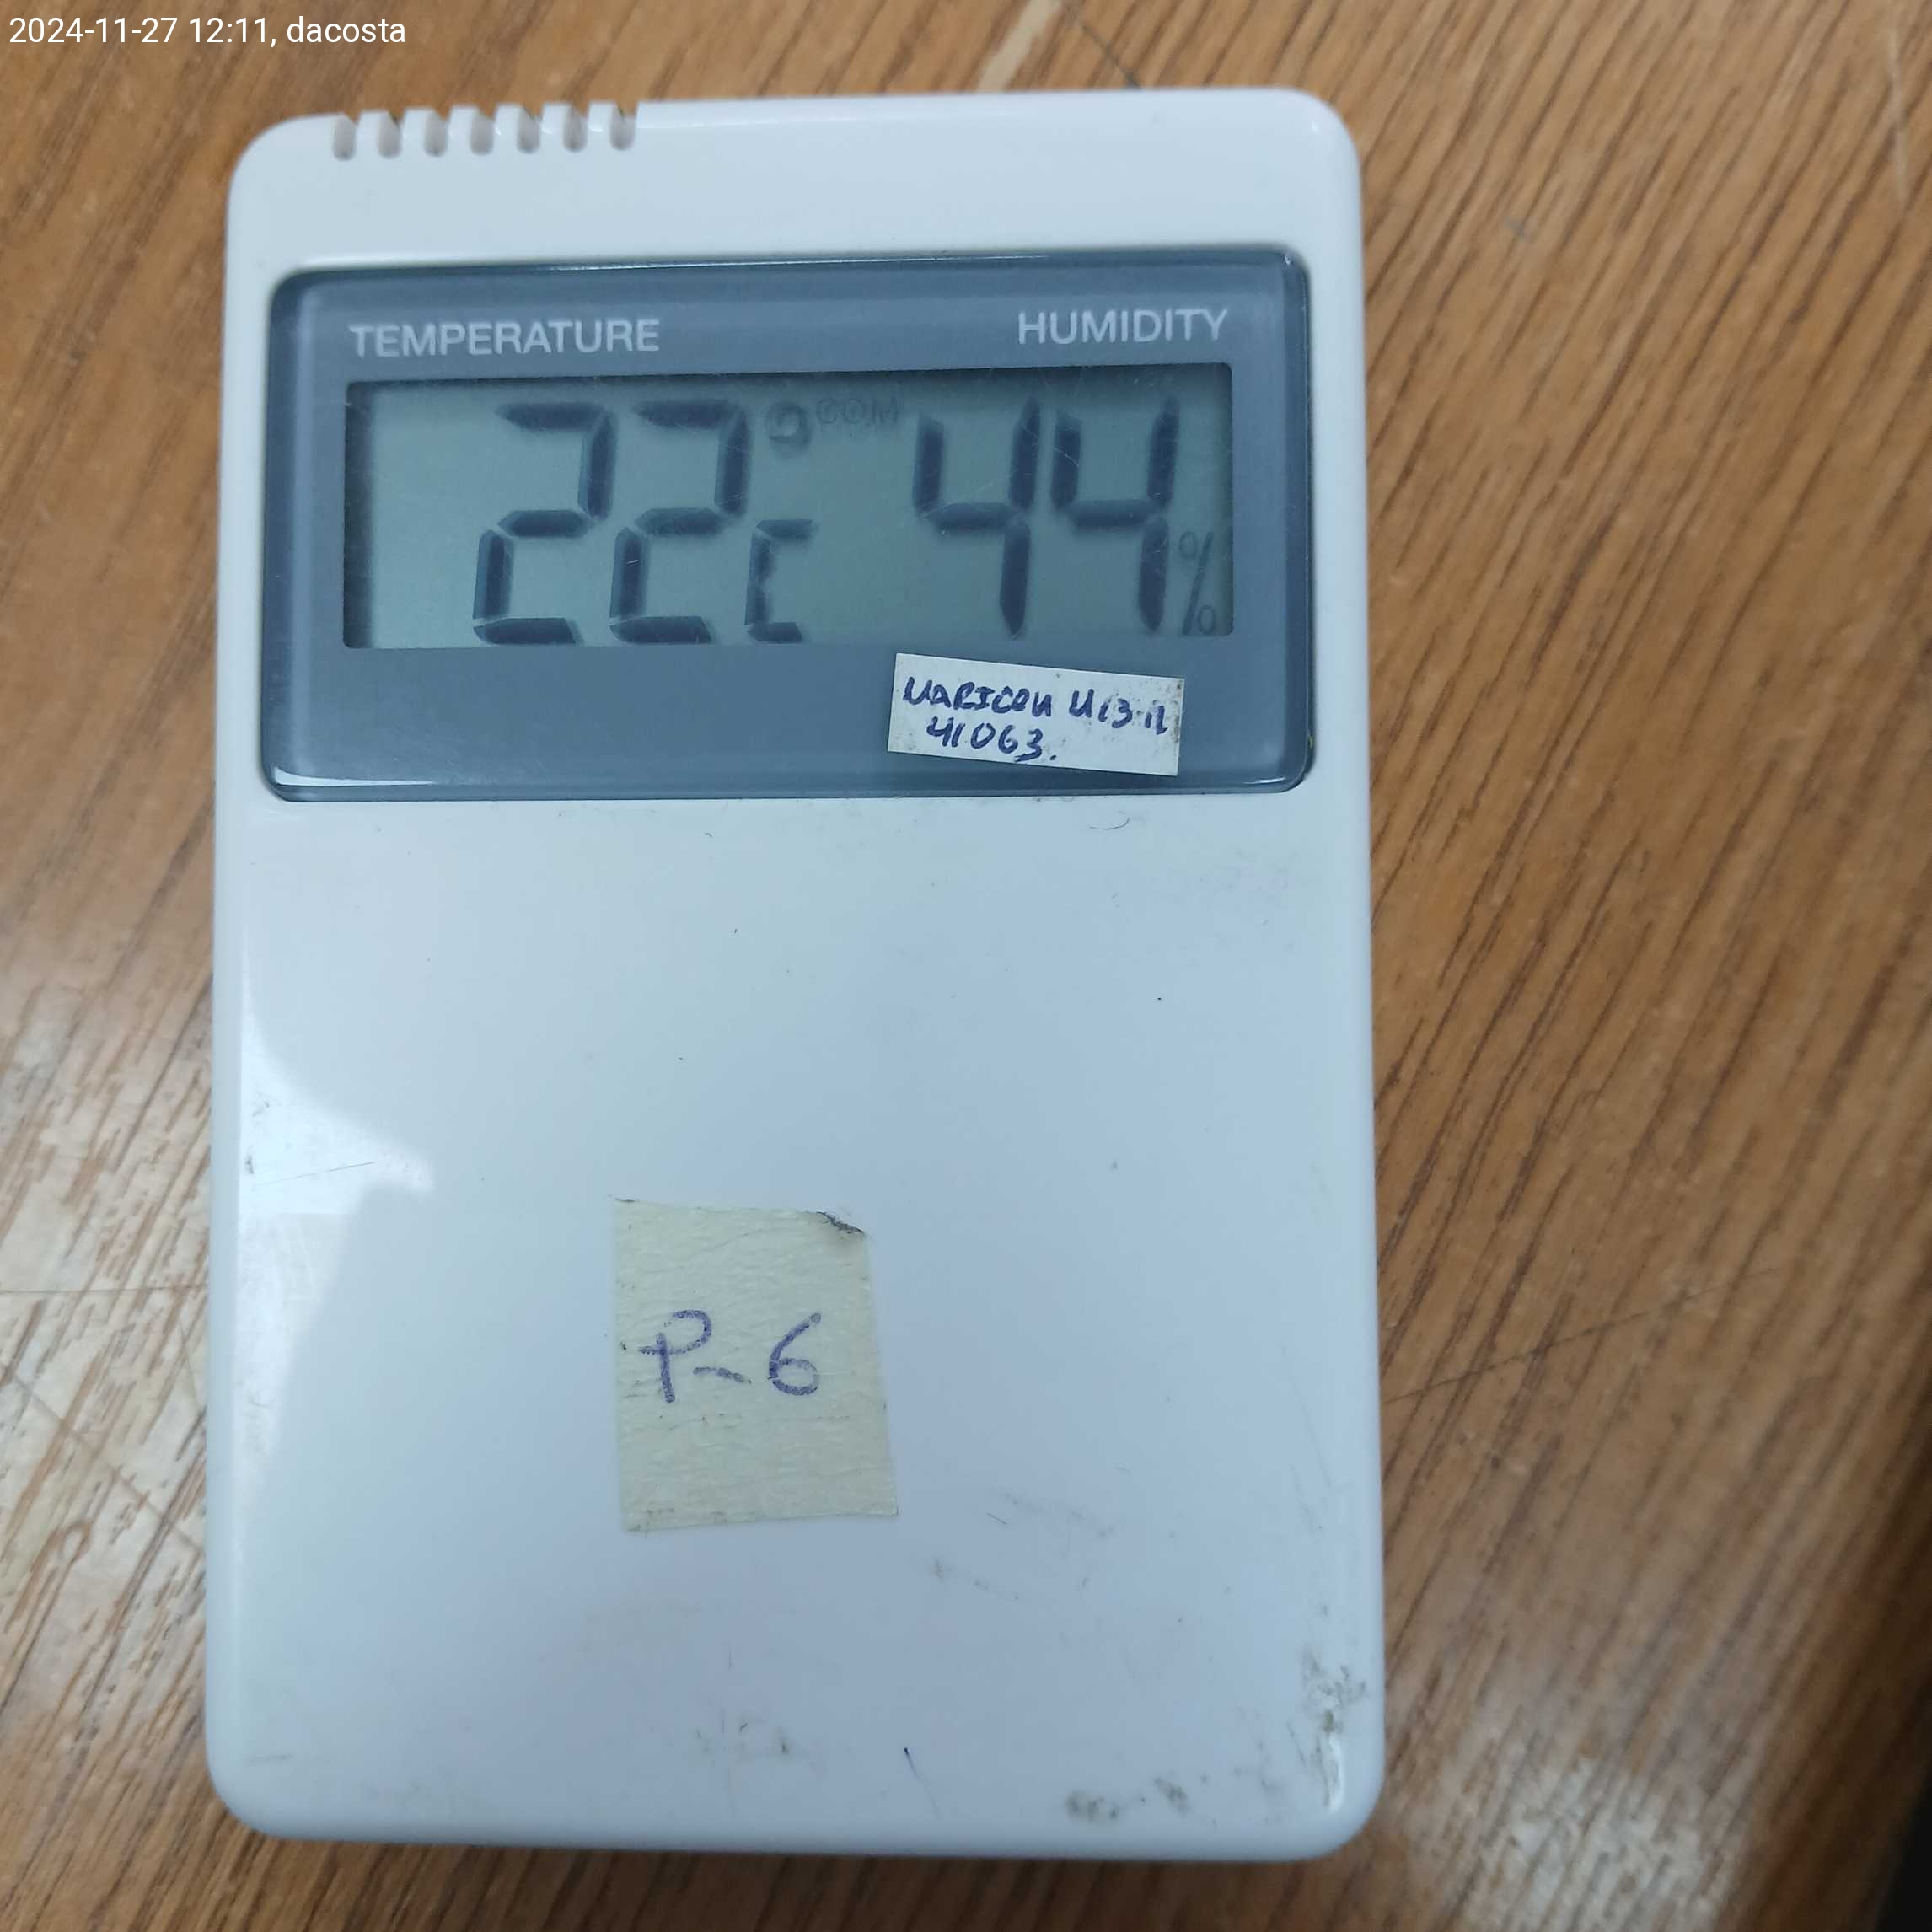 2024-11-27 12:11, dacosta
TEMPERATURE HUMIDITY
22°C 44%
41063.
P-6